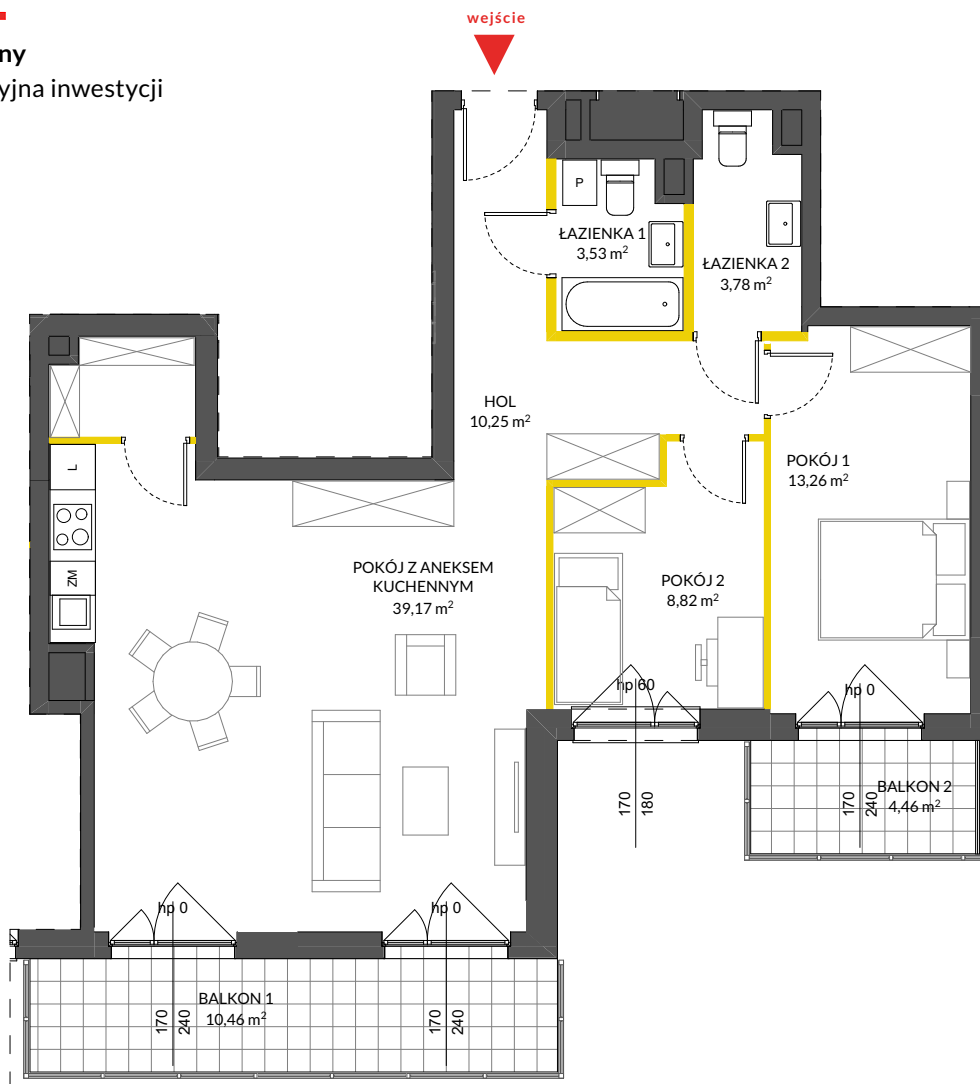 wejście
ny
yjna inwestycji
P
ŁAZIENKA 1
3,53 m²
ŁAZIENKA 2
3,78 m²
HOL
10,25 m²
L
ZM
POKÓJ 1
13,26 m²
POKÓJ Z ANEKSEM
KUCHENNYM
39,17 m²
POKÓJ 2
8,82 m²
hp 60
hp 0
170
180
BALKON 2
4,46 m²
170
240
hp 0
hp 0
BALKON 1
10,46 m²
170
240
170
240